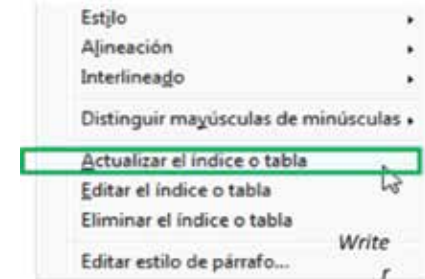 Estilo
Alineación
Interlineado
Distinguir mayúsculas de minúsculas
Actualizar el índice o tabla
Editar el índice o tabla
Eliminar el índice o tabla
Write
Editar estilo de párrafo...
r